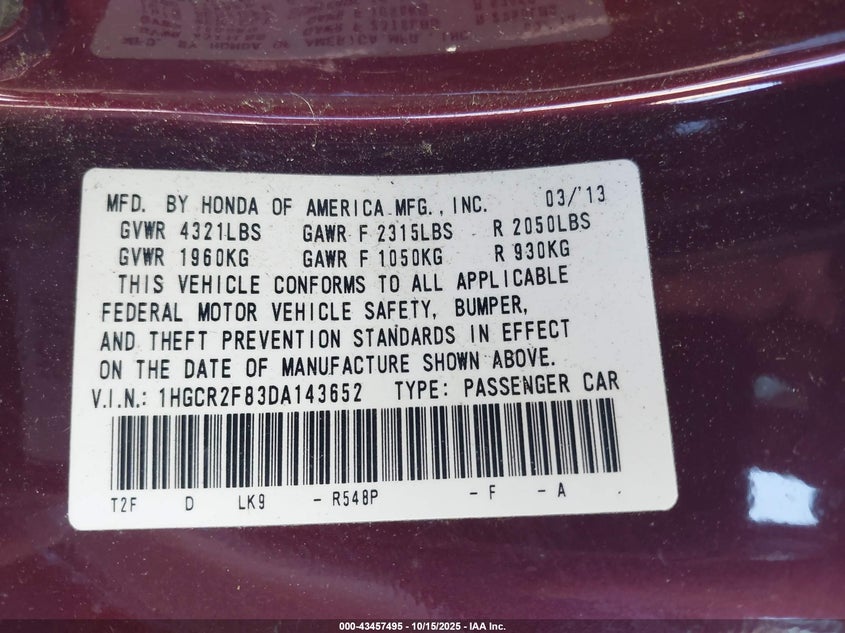 MFD. BY HONDA OF AMERICA MFG., INC. 03/'13
GVWR 4321LBS GAWR F 2315LBS R 2050LBS
GVWR 1960KG GAWR F 1050KG R 930KG
THIS VEHICLE CONFORMS TO ALL APPLICABLE
FEDERAL MOTOR VEHICLE SAFETY, BUMPER,
AND THEFT PREVENTION STANDARDS IN EFFECT
ON THE DATE OF MANUFACTURE SHOWN ABOVE.
V.I.N.: 1HGCR2F83DA143652 TYPE: PASSENGER CAR
T2F D LK9 - R548P - F - A
000-43457495 - 10/15/2025 - IAA Inc.